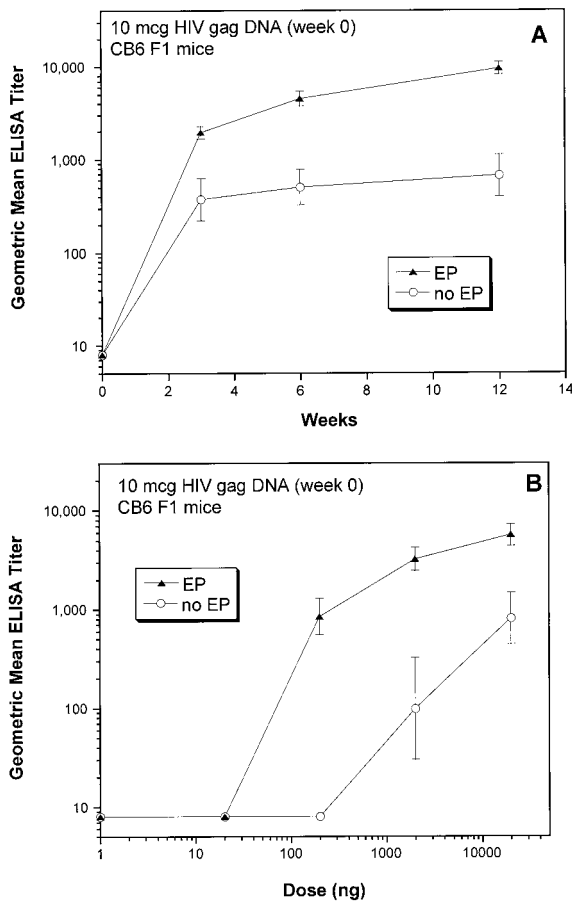 10 mcg HIV gag DNA (week 0)
CB6 F1 mice
A
Geometric Mean ELISA Titer
10,000
1,000
100
10
EP
no EP
0
2
4
6
8
10
12
14
Weeks
10 mcg HIV gag DNA (week 0)
CB6 F1 mice
B
Geometric Mean ELISA Titer
10,000
1,000
100
10
EP
no EP
1
10
100
1000
10000
Dose (ng)